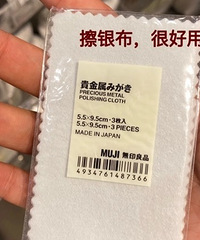 擦银布，很好用
貴金属みがき
PRECIOUS METAL
POLISHING CLOTH
5.5×9.5cm・3枚入
5.5×9.5cm・3 PIECES
MADE IN JAPAN
MUJI 無印良品
4934761487366